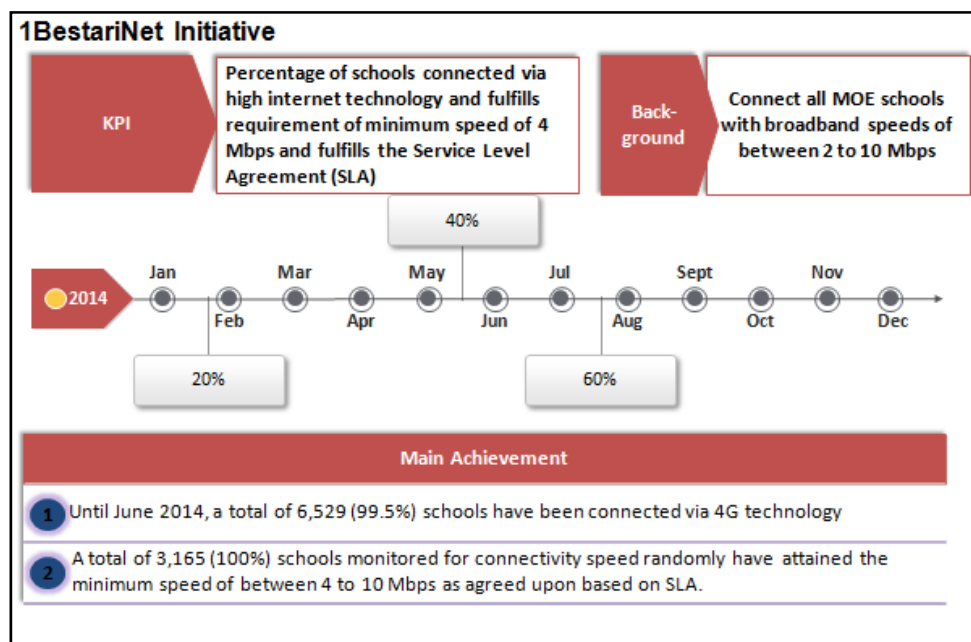 1BestariNet Initiative
KPI
Percentage of schools connected via
high internet technology and fulfills
requirement of minimum speed of 4
Mbps and fulfills the Service Level
Agreement (SLA)
Back-
ground
Connect all MOE schools
with broadband speeds of
between 2 to 10 Mbps
40%
Jan
Mar
May
Jul
Sept
Nov
2014
Feb
Apr
Jun
Aug
Oct
Dec
20%
60%
Main Achievement
1 Until June 2014, a total of 6,529 (99.5%) schools have been connected via 4G technology
2 A total of 3,165 (100%) schools monitored for connectivity speed randomly have attained the
minimum speed of between 4 to 10 Mbps as agreed upon based on SLA.